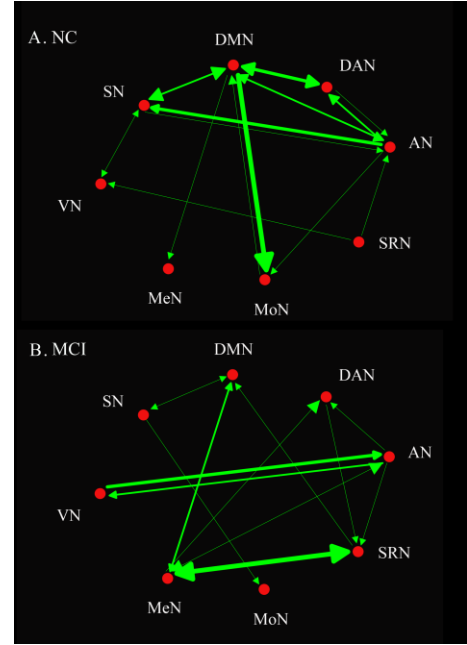 A. NC
DMN
DAN
SN
AN
VN
SRN
MeN
MoN
B. MCI
DMN
DAN
SN
AN
VN
SRN
MeN
MoN